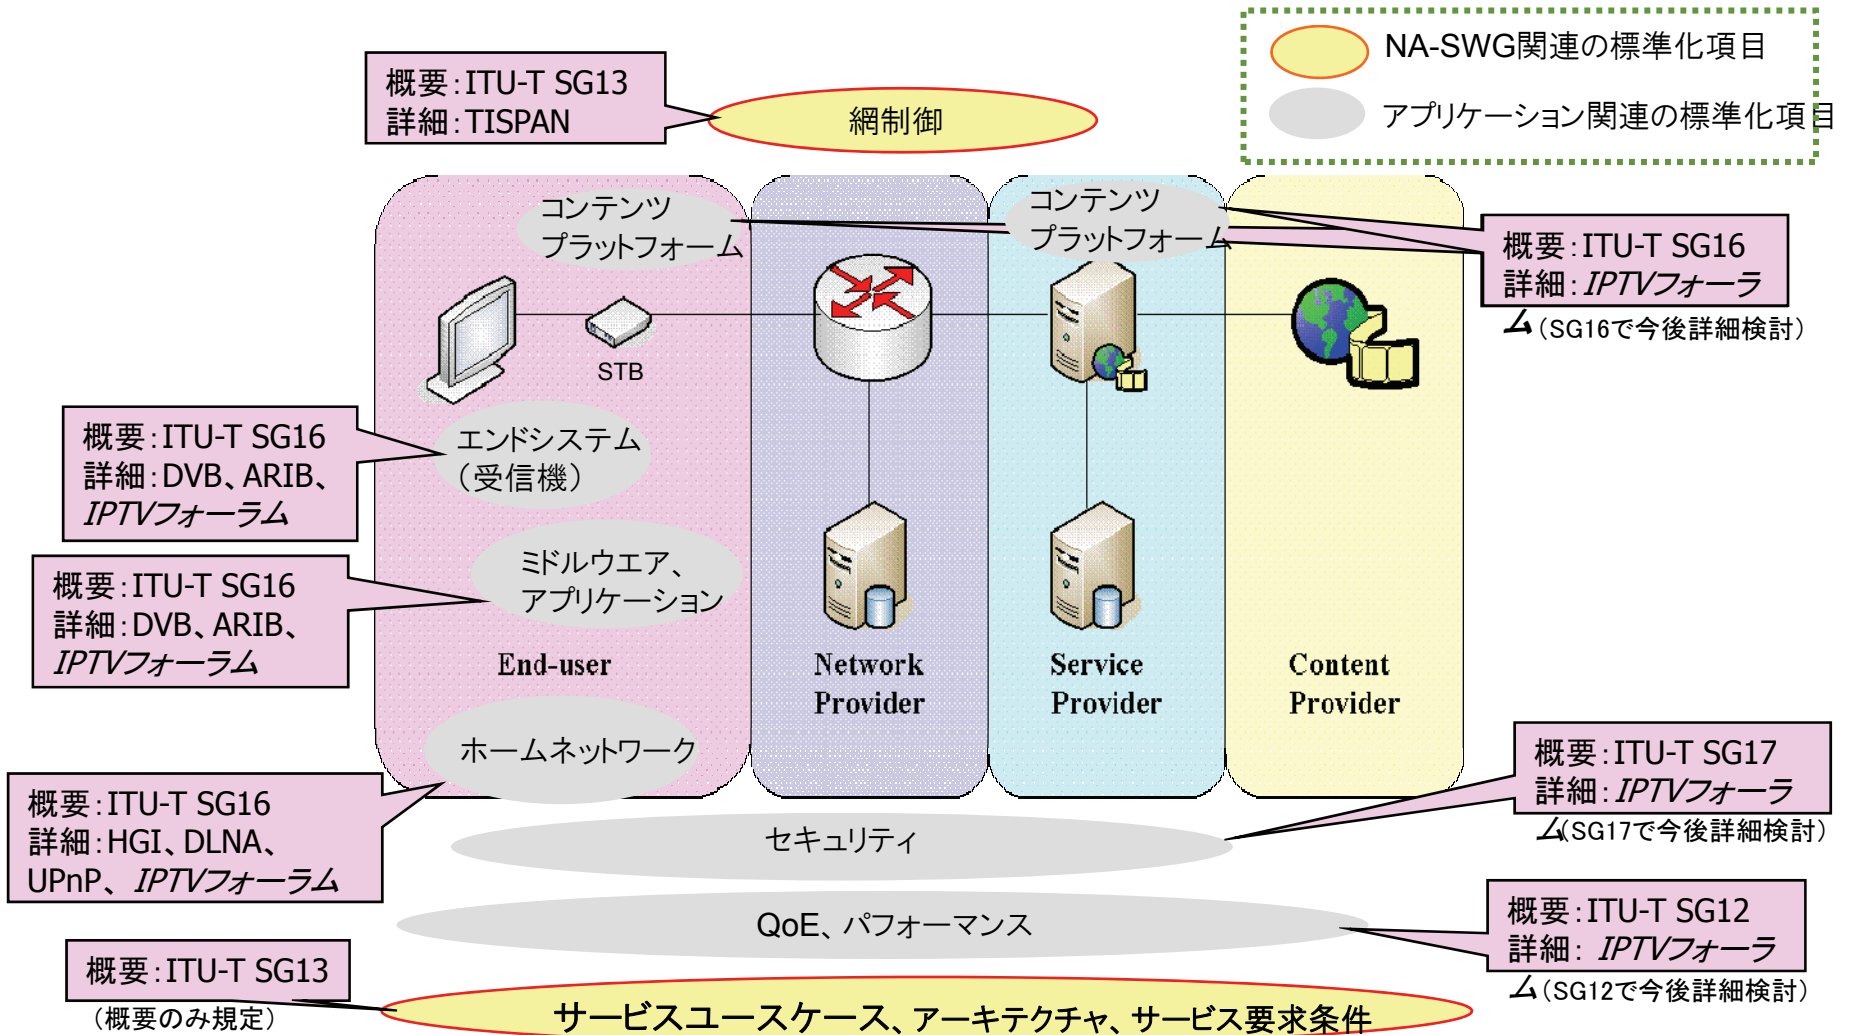 NA-SWG関連の標準化項目
アプリケーション関連の標準化項目
概要：ITU-T SG13
詳細：TISPAN
網制御
コンテンツ
プラットフォーム
コンテンツ
プラットフォーム
概要：ITU-T SG16
詳細：IPTVフォーラ
ム（SG16で今後詳細検討）
STB
概要：ITU-T SG16
詳細：DVB、ARIB、
IPTVフォーラム
エンドシステム
（受信機）
概要：ITU-T SG16
詳細：DVB、ARIB、
IPTVフォーラム
ミドルウエア、
アプリケーション
End-user
Network
Provider
Service
Provider
Content
Provider
ホームネットワーク
概要：ITU-T SG16
詳細：HGI、DLNA、
UPnP、IPTVフォーラム
概要：ITU-T SG17
詳細：IPTVフォーラ
ム（SG17で今後詳細検討）
セキュリティ
QoE、パフォーマンス
概要：ITU-T SG12
詳細：IPTVフォーラ
ム（SG12で今後詳細検討）
概要：ITU-T SG13
（概要のみ規定）
サービスユースケース、アーキテクチャ、サービス要求条件